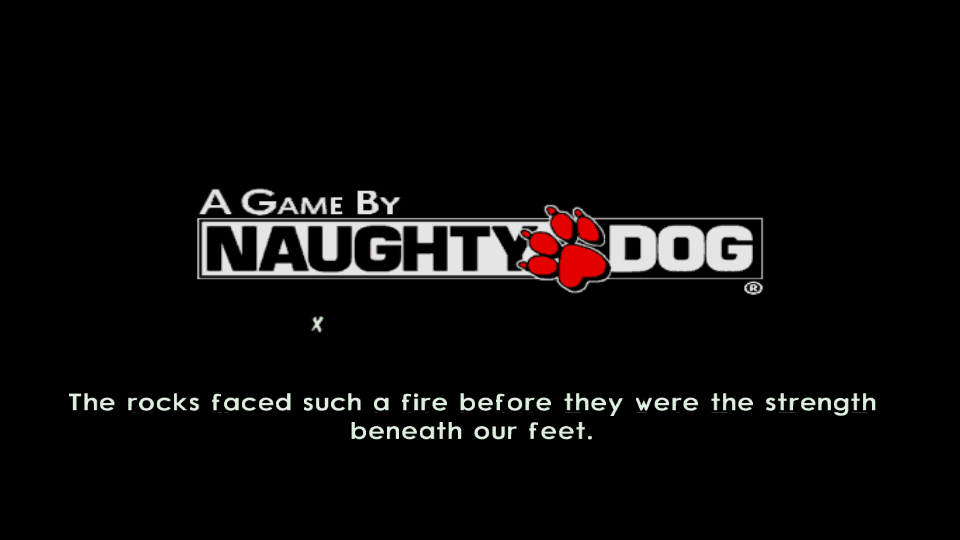 A GAME BY
NAUGHTY DOG
®
x
The rocks faced such a fire before they were the strength
beneath our feet.